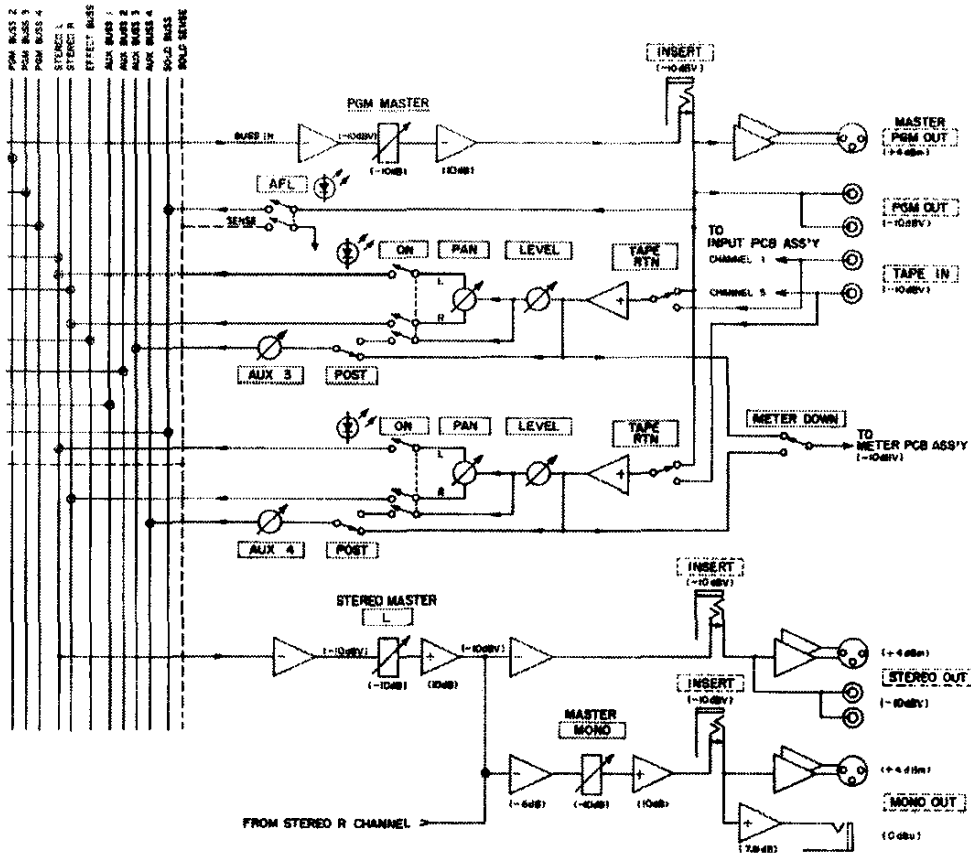 PGM BUSS 2
PGM BUSS 3
PGM BUSS 4
STEREO L
STEREO R
EFFECT BUSS
AUX BUSS 1
AUX BUSS 2
AUX BUSS 3
AUX BUSS 4
SOLO BUSS
SOLO SENSE
INSERT
(-10dBV)
PGM MASTER
BUSS IN
(-10dBV)
(-10dB)
(10dB)
MASTER
PGM OUT
(+4dBm)
AFL
SENSE
PGM OUT
(-10dBV)
TO
INPUT PCB ASS'Y
CHANNEL 1
CHANNEL 5
TAPE IN
(-10dBV)
ON
PAN
LEVEL
TAPE
RTN
L
R
AUX 3
POST
ON
PAN
LEVEL
TAPE
RTN
METER DOWN
TO
METER PCB ASS'Y
(-10dBV)
L
R
AUX 4
POST
INSERT
(-10dBV)
STEREO MASTER
L
(-10dBV)
(-10dBV)
(-10dB)
(10dB)
(+4dBm)
STEREO OUT
(-10dBV)
INSERT
(-10dBV)
MASTER
MONO
(-6dB)
(-10dB)
(10dB)
(+4dBm)
MONO OUT
FROM STEREO R CHANNEL
(7.8dB)
(0dBu)